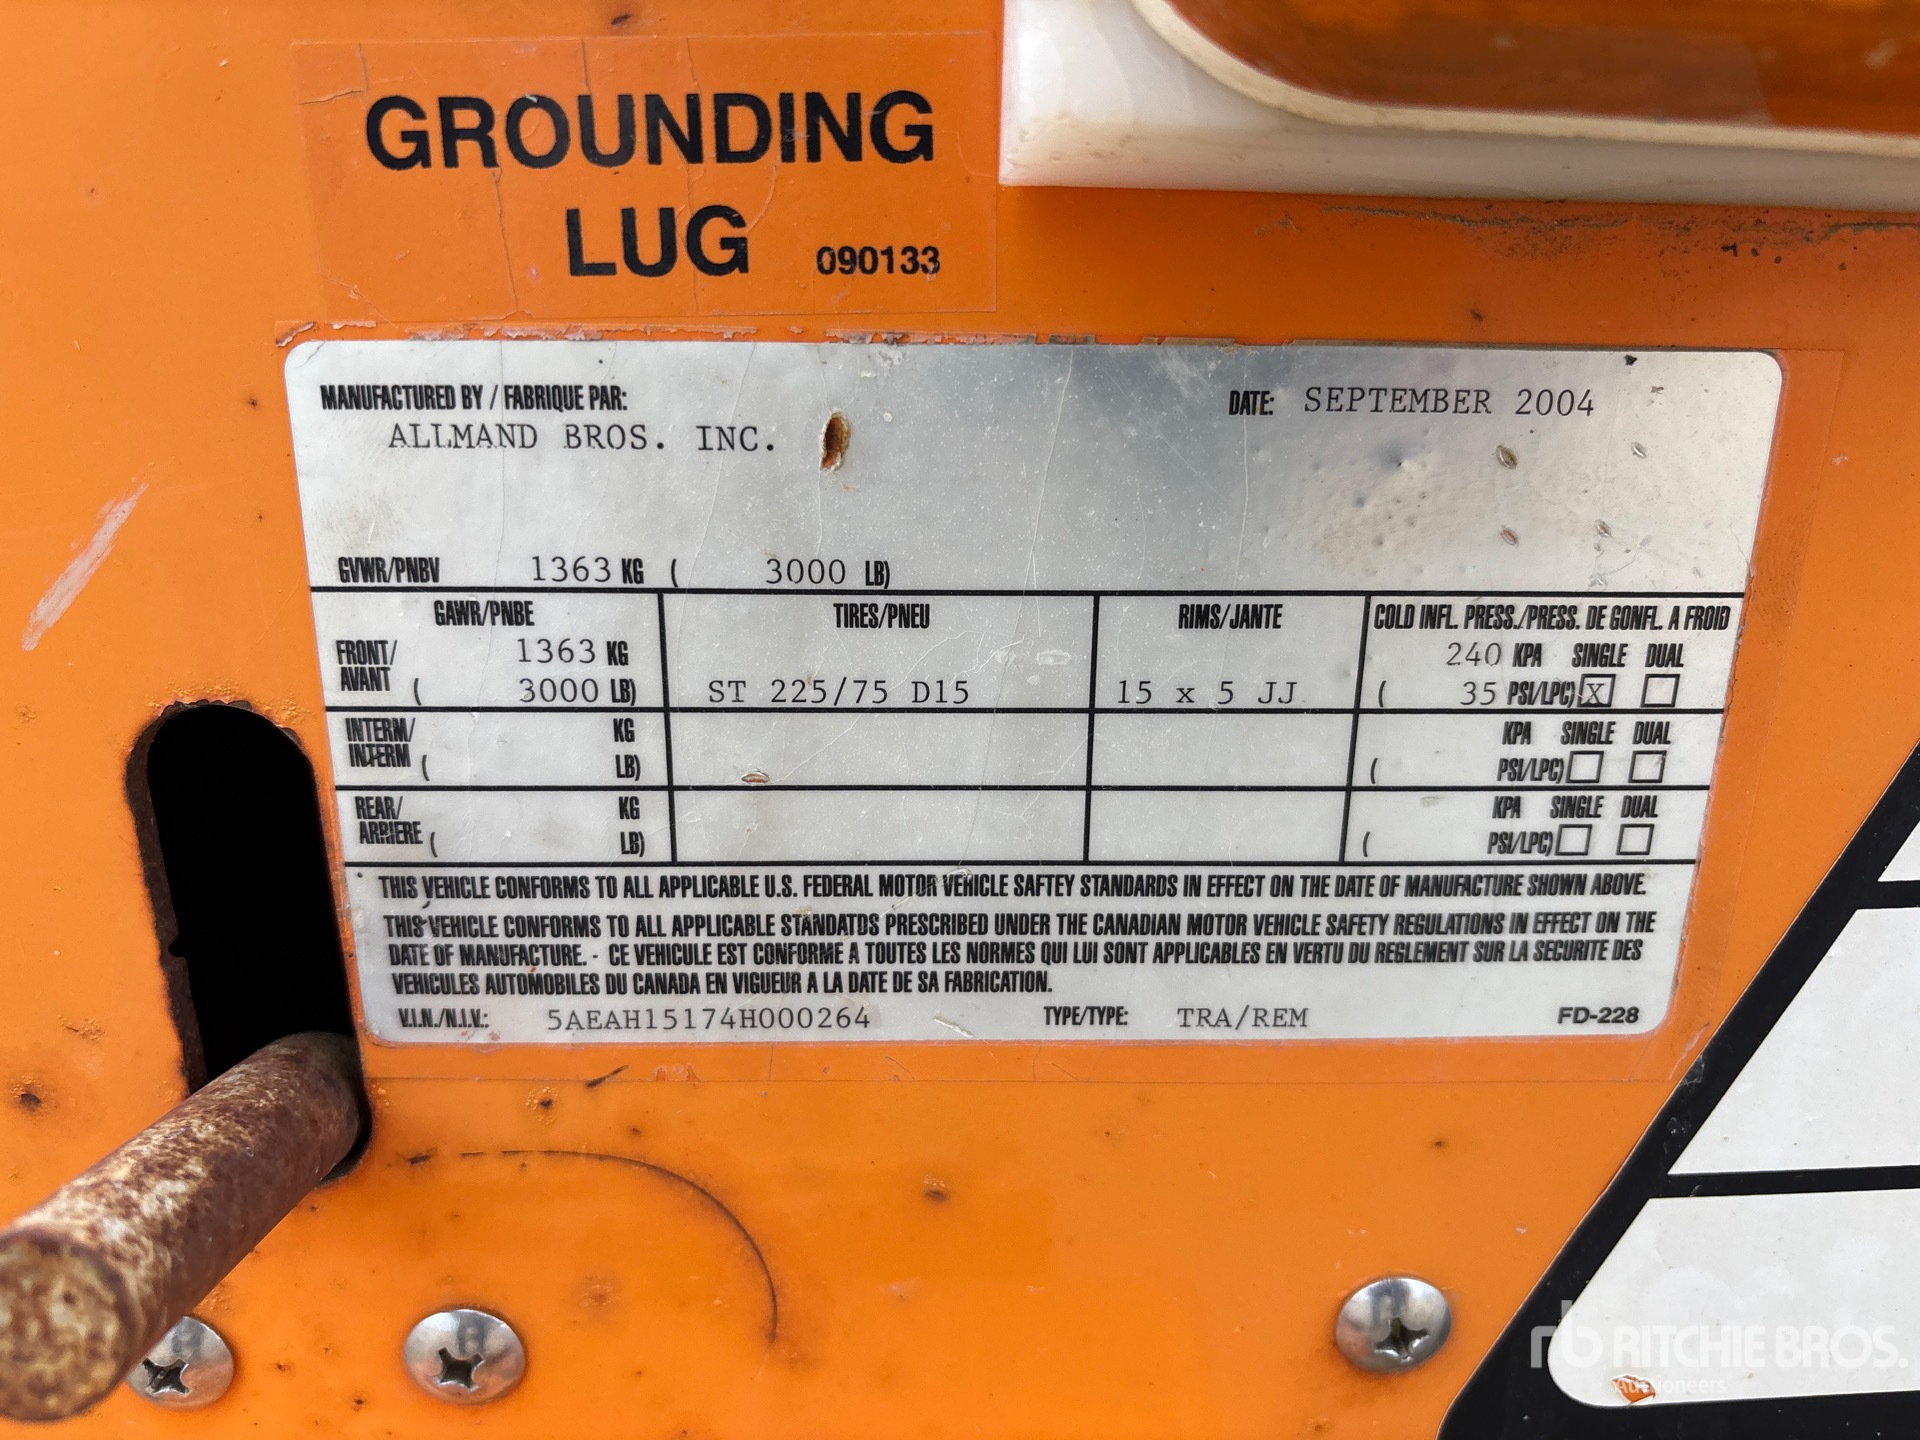 GROUNDING
LUG 090133
MANUFACTURED BY / FABRIQUE PAR: DATE: SEPTEMBER 2004
ALLMAND BROS. INC.
GVWR/PNBV 1363 KG ( 3000 LB)
GAWR/PNBE TIRES/PNEU RIMS/JANTE COLD INFL. PRESS./PRESS. DE GONFL. A FROID
FRONT/ 1363 KG 240 KPA SINGLE DUAL
AVANT ( 3000 LB) ST 225/75 D15 15 x 5 JJ ( 35 PSI/LPC) X
INTERM/ KG KPA SINGLE DUAL
INTERM ( LB) ( PSI/LPC)
REAR/ KG KPA SINGLE DUAL
ARRIERE ( LB) ( PSI/LPC)
THIS VEHICLE CONFORMS TO ALL APPLICABLE U.S. FEDERAL MOTOR VEHICLE SAFTEY STANDARDS IN EFFECT ON THE DATE OF MANUFACTURE SHOWN ABOVE.
THIS VEHICLE CONFORMS TO ALL APPLICABLE STANDATDS PRESCRIBED UNDER THE CANADIAN MOTOR VEHICLE SAFETY REGULATIONS IN EFFECT ON THE
DATE OF MANUFACTURE. - CE VEHICULE EST CONFORME A TOUTES LES NORMES QUI LUI SONT APPLICABLES EN VERTU DU REGLEMENT SUR LA SECURITE DES
VEHICULES AUTOMOBILES DU CANADA EN VIGUEUR A LA DATE DE SA FABRICATION.
V.I.N./N.I.V.: 5AEAH15174H000264 TYPE/TYPE: TRA/REM FD-228
rb RITCHIE BROS.
Auctioneers